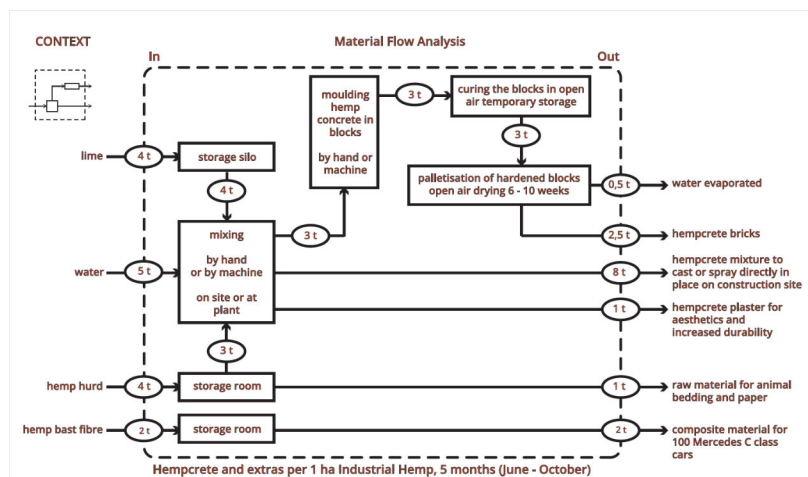 CONTEXT
In
Material Flow Analysis
Out
moulding
hemp
concrete in
blocks
by hand or
machine
3 t
curing the blocks in open
air temporary storage
3 t
lime
4 t
storage silo
4 t
palletisation of hardened blocks
open air drying 6 - 10 weeks
0,5 t
water evaporated
mixing
by hand
or by machine
on site or at
plant
3 t
2,5 t
hempcrete bricks
water
5 t
8 t
hempcrete mixture to
cast or spray directly in
place on construction site
1 t
hempcrete plaster for
aesthetics and
increased durability
3 t
hemp hurd
4 t
storage room
1 t
raw material for animal
bedding and paper
hemp bast fibre
2 t
storage room
2 t
composite material for
100 Mercedes C class
cars
Hempcrete and extras per 1 ha Industrial Hemp, 5 months (June - October)